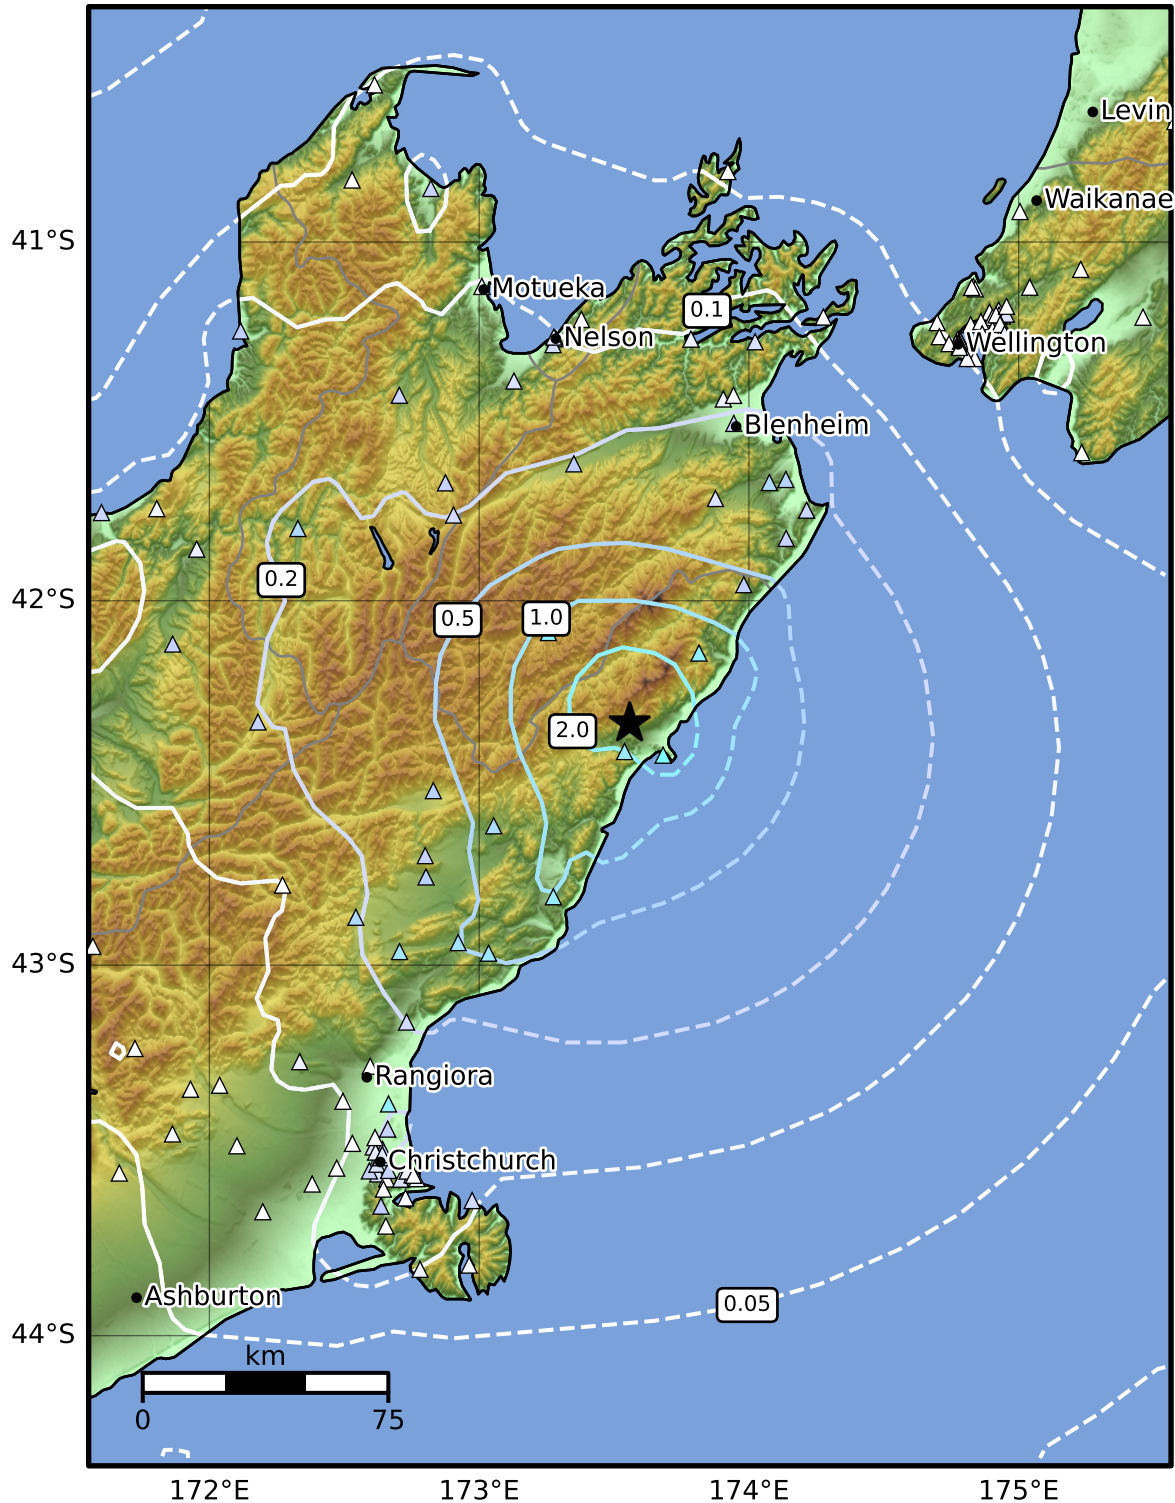 Levin
Waikanae
41°S
Motueka
0.1
Nelson
Wellington
Blenheim
0.2
42°S
0.5
1.0
2.0
43°S
Rangiora
Christchurch
Ashburton
0.05
44°S
km
0
75
172°E
173°E
174°E
175°E